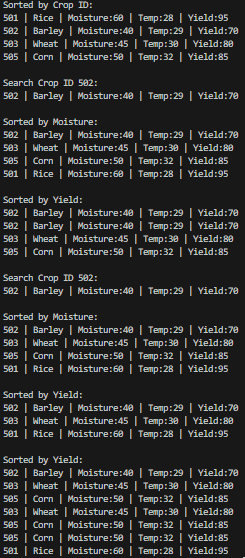 Sorted by Crop ID:
501 | Rice | Moisture:60 | Temp:28 | Yield:95
502 | Barley | Moisture:40 | Temp:29 | Yield:70
503 | Wheat | Moisture:45 | Temp:30 | Yield:80
505 | Corn | Moisture:50 | Temp:32 | Yield:85

Search Crop ID 502:
502 | Barley | Moisture:40 | Temp:29 | Yield:70

Sorted by Moisture:
502 | Barley | Moisture:40 | Temp:29 | Yield:70
503 | Wheat | Moisture:45 | Temp:30 | Yield:80
505 | Corn | Moisture:50 | Temp:32 | Yield:85
501 | Rice | Moisture:60 | Temp:28 | Yield:95

Sorted by Yield:
502 | Barley | Moisture:40 | Temp:29 | Yield:70
502 | Barley | Moisture:40 | Temp:29 | Yield:70
503 | Wheat | Moisture:45 | Temp:30 | Yield:80
505 | Corn | Moisture:50 | Temp:32 | Yield:85

Search Crop ID 502:
502 | Barley | Moisture:40 | Temp:29 | Yield:70

Sorted by Moisture:
502 | Barley | Moisture:40 | Temp:29 | Yield:70
503 | Wheat | Moisture:45 | Temp:30 | Yield:80
505 | Corn | Moisture:50 | Temp:32 | Yield:85
501 | Rice | Moisture:60 | Temp:28 | Yield:95

Sorted by Yield:
502 | Barley | Moisture:40 | Temp:29 | Yield:70
503 | Wheat | Moisture:45 | Temp:30 | Yield:80
501 | Rice | Moisture:60 | Temp:28 | Yield:95

Sorted by Yield:
502 | Barley | Moisture:40 | Temp:29 | Yield:70
503 | Wheat | Moisture:45 | Temp:30 | Yield:80
505 | Corn | Moisture:50 | Temp:32 | Yield:85
503 | Wheat | Moisture:45 | Temp:30 | Yield:80
505 | Corn | Moisture:50 | Temp:32 | Yield:85
505 | Corn | Moisture:50 | Temp:32 | Yield:85
501 | Rice | Moisture:60 | Temp:28 | Yield:95